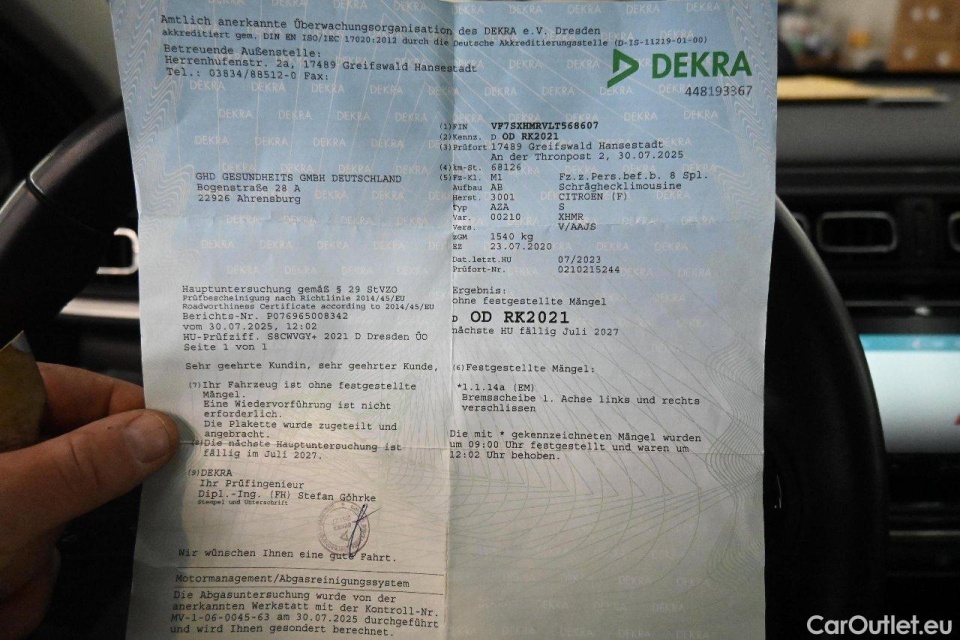 Amtlich anerkannte Überwachungsorganisation des DEKRA e.V. Dresden
akkreditiert gem. DIN EN ISO/IEC 17020:2012 durch die Deutsche Akkreditierungsstelle (D-IS-11219-01-00)
Betreuende Außenstelle:
Herrenhufenstr. 2a, 17489 Greifswald Hansestadt
Tel.: 03834/88512-0 Fax:
DEKRA
448193367
(1) FIN VF7SXHMRVLT568607
(2) Kennz. D OD RK2021
(3) Prüfort 17489 Greifswald Hansestadt
An der Thronpost 2, 30.07.2025
(4) km-St. 68126
(5) Fz-Kl. M1 Fz.z.Pers.bef.b. 8 Spl.
Aufbau AB Schräghecklimousine
Herst. 3001 CITROEN (F)
Typ AZA S
Var. 00210 XHMR
Vers. V/AAJS
zGM 1540 kg
EZ 23.07.2020
Dat.letzt.HU 07/2023
Prüfort-Nr. 0210215244
GHD GESUNDHEITS GMBH DEUTSCHLAND
Bogenstraße 28 A
22926 Ahrensburg
Hauptuntersuchung gemäß § 29 StVZO
Prüfbescheinigung nach Richtlinie 2014/45/EU
Roadworthiness Certificate according to 2014/45/EU
Berichts-Nr. P076965008342
vom 30.07.2025, 12:02
HU-Prüfziff. S8CWVGY+ 2021 D Dresden ÖO
Seite 1 von 1
Ergebnis:
ohne festgestellte Mängel
D OD RK2021
nächste HU fällig Juli 2027
Sehr geehrte Kundin, sehr geehrter Kunde,
(7) Ihr Fahrzeug ist ohne festgestellte
Mängel.
Eine Wiedervorführung ist nicht
erforderlich.
Die Plakette wurde zugeteilt und
angebracht.
(8) Die nächste Hauptuntersuchung ist
fällig im Juli 2027.
(9) DEKRA
Ihr Prüfingenieur
Dipl.-Ing. (FH) Stefan Göhrke
Stempel und Unterschrift
Wir wünschen Ihnen eine gute Fahrt.
(6) Festgestellte Mängel:
*1.1.14a (EM)
Bremsscheibe 1. Achse links und rechts
verschlissen
Die mit * gekennzeichneten Mängel wurden
um 09:00 Uhr festgestellt und waren um
12:02 Uhr behoben.
Motormanagement/Abgasreinigungssystem
Die Abgasuntersuchung wurde von der
anerkannten Werkstatt mit der Kontroll-Nr.
MV-1-06-0045-63 am 30.07.2025 durchgeführt
und wird Ihnen gesondert berechnet.
CarOutlet.eu